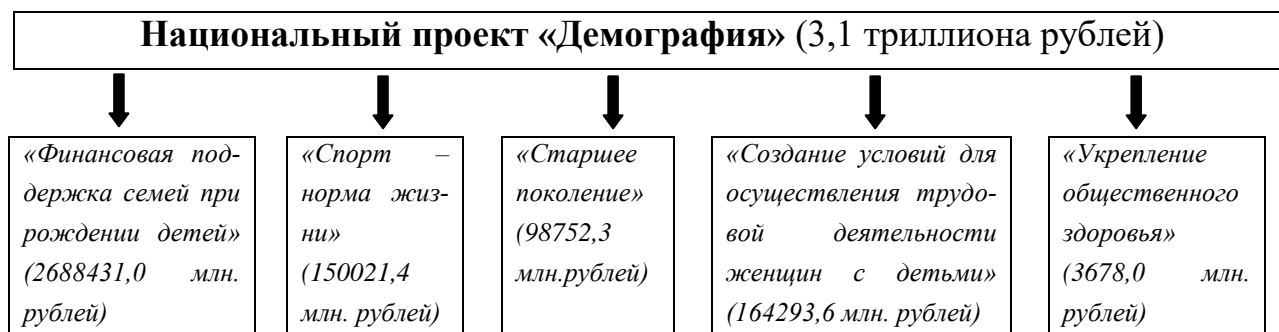 Национальный проект «Демография» (3,1 триллиона рублей)
«Финансовая под-
держка семей при
рождении детей»
(2688431,0 млн.
рублей)
«Спорт –
норма жиз-
ни»
(150021,4
млн. рублей)
«Старшее
поколение»
(98752,3
млн.рублей)
«Создание условий для
осуществления трудо-
вой деятельности
женщин с детьми»
(164293,6 млн. рублей)
«Укрепление
общественного
здоровья»
(3678,0 млн.
рублей)